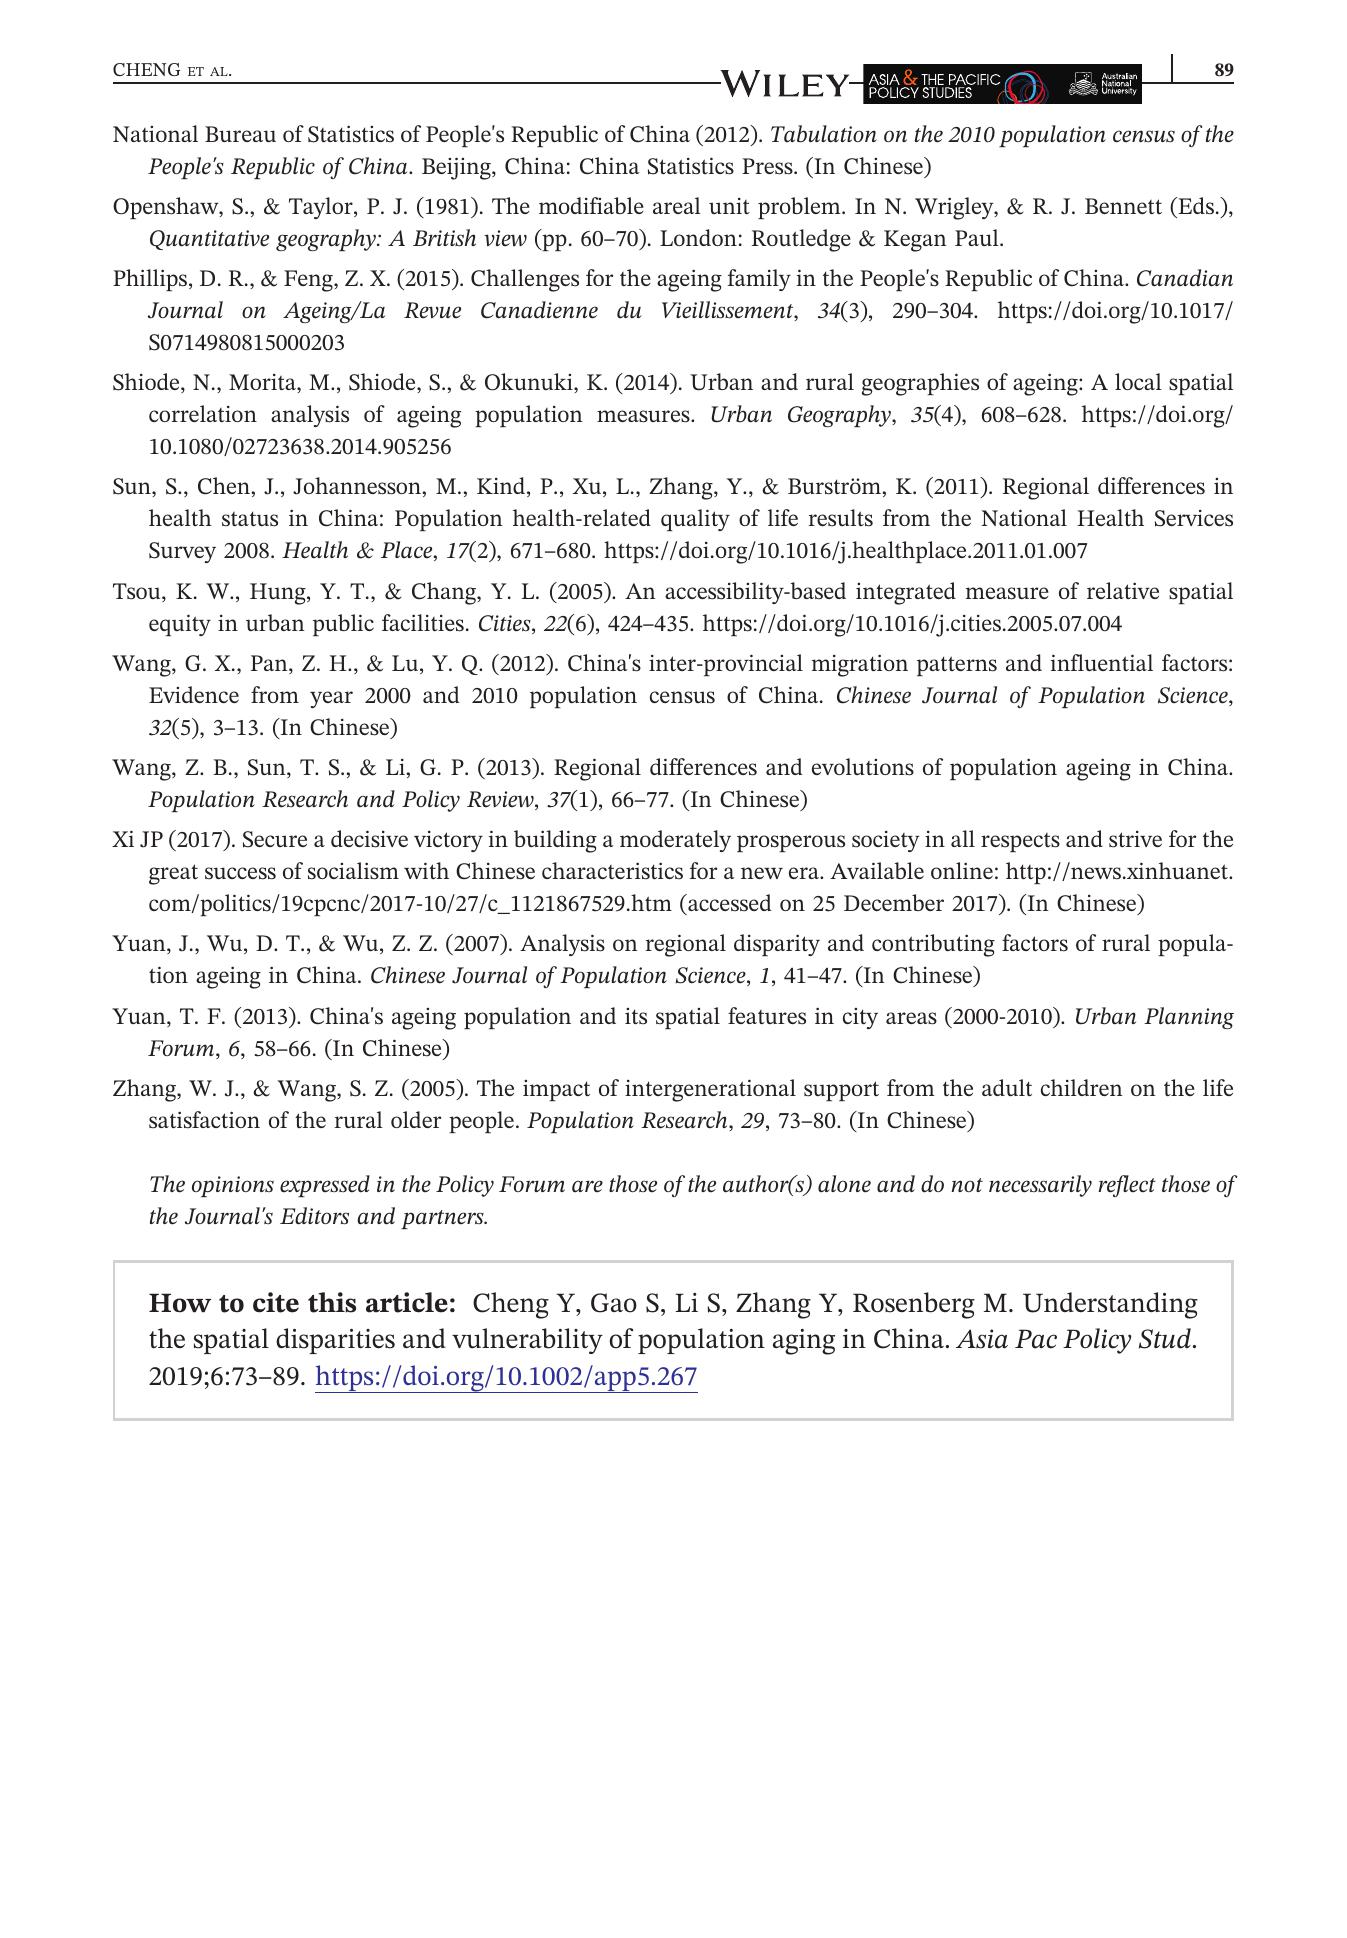 CHENG ET AL.
WILEY
ASIA & THE PACIFIC
POLICY STUDIES
Australian
National
University
89
National Bureau of Statistics of People's Republic of China (2012). Tabulation on the 2010 population census of the
People's Republic of China. Beijing, China: China Statistics Press. (In Chinese)
Openshaw, S., & Taylor, P. J. (1981). The modifiable areal unit problem. In N. Wrigley, & R. J. Bennett (Eds.),
Quantitative geography: A British view (pp. 60–70). London: Routledge & Kegan Paul.
Phillips, D. R., & Feng, Z. X. (2015). Challenges for the ageing family in the People's Republic of China. Canadian
Journal on Ageing/La Revue Canadienne du Vieillissement, 34(3), 290–304. https://doi.org/10.1017/
S0714980815000203
Shiode, N., Morita, M., Shiode, S., & Okunuki, K. (2014). Urban and rural geographies of ageing: A local spatial
correlation analysis of ageing population measures. Urban Geography, 35(4), 608–628. https://doi.org/
10.1080/02723638.2014.905256
Sun, S., Chen, J., Johannesson, M., Kind, P., Xu, L., Zhang, Y., & Burström, K. (2011). Regional differences in
health status in China: Population health-related quality of life results from the National Health Services
Survey 2008. Health & Place, 17(2), 671–680. https://doi.org/10.1016/j.healthplace.2011.01.007
Tsou, K. W., Hung, Y. T., & Chang, Y. L. (2005). An accessibility-based integrated measure of relative spatial
equity in urban public facilities. Cities, 22(6), 424–435. https://doi.org/10.1016/j.cities.2005.07.004
Wang, G. X., Pan, Z. H., & Lu, Y. Q. (2012). China's inter-provincial migration patterns and influential factors:
Evidence from year 2000 and 2010 population census of China. Chinese Journal of Population Science,
32(5), 3–13. (In Chinese)
Wang, Z. B., Sun, T. S., & Li, G. P. (2013). Regional differences and evolutions of population ageing in China.
Population Research and Policy Review, 37(1), 66–77. (In Chinese)
Xi JP (2017). Secure a decisive victory in building a moderately prosperous society in all respects and strive for the
great success of socialism with Chinese characteristics for a new era. Available online: http://news.xinhuanet.
com/politics/19cpcnc/2017-10/27/c_1121867529.htm (accessed on 25 December 2017). (In Chinese)
Yuan, J., Wu, D. T., & Wu, Z. Z. (2007). Analysis on regional disparity and contributing factors of rural popula-
tion ageing in China. Chinese Journal of Population Science, 1, 41–47. (In Chinese)
Yuan, T. F. (2013). China's ageing population and its spatial features in city areas (2000-2010). Urban Planning
Forum, 6, 58–66. (In Chinese)
Zhang, W. J., & Wang, S. Z. (2005). The impact of intergenerational support from the adult children on the life
satisfaction of the rural older people. Population Research, 29, 73–80. (In Chinese)
The opinions expressed in the Policy Forum are those of the author(s) alone and do not necessarily reflect those of
the Journal's Editors and partners.
How to cite this article: Cheng Y, Gao S, Li S, Zhang Y, Rosenberg M. Understanding
the spatial disparities and vulnerability of population aging in China. Asia Pac Policy Stud.
2019;6:73–89. https://doi.org/10.1002/app5.267